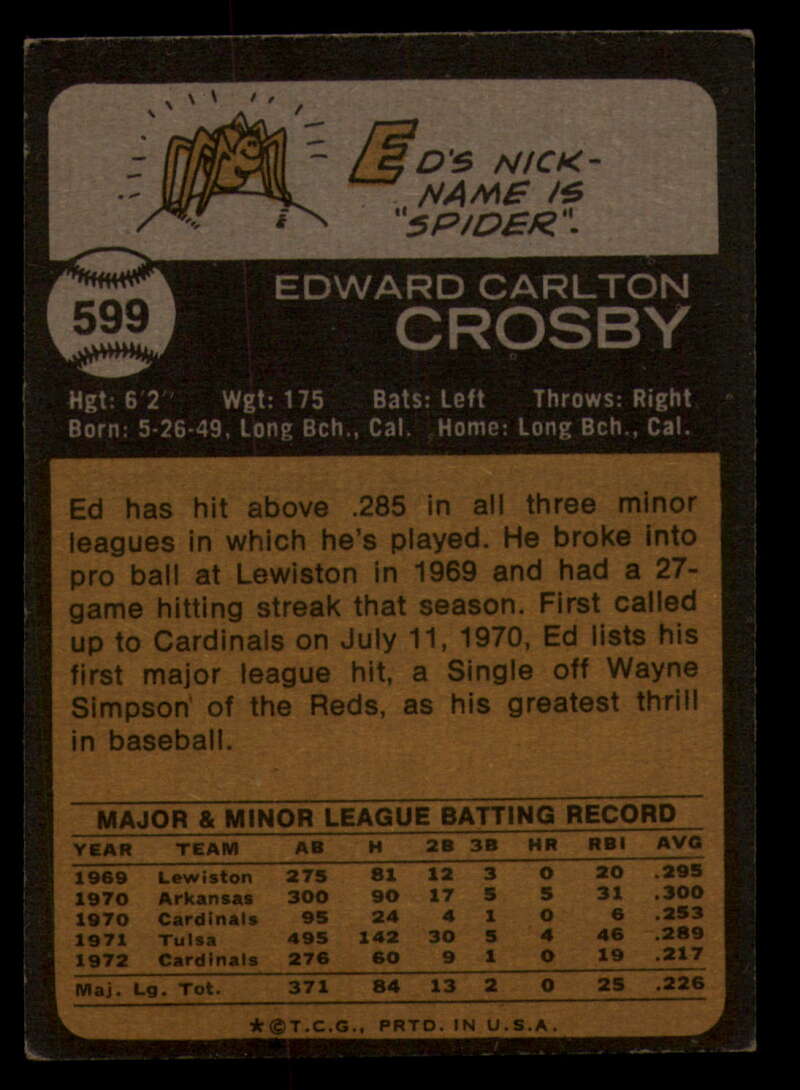 ED'S NICK-
NAME IS
"SPIDER".
599
EDWARD CARLTON
CROSBY
Hgt: 6'2" Wgt: 175 Bats: Left Throws: Right
Born: 5-26-49, Long Bch., Cal. Home: Long Bch., Cal.
Ed has hit above .285 in all three minor
leagues in which he's played. He broke into
pro ball at Lewiston in 1969 and had a 27-
game hitting streak that season. First called
up to Cardinals on July 11, 1970, Ed lists his
first major league hit, a Single off Wayne
Simpson of the Reds, as his greatest thrill
in baseball.
MAJOR & MINOR LEAGUE BATTING RECORD
YEAR TEAM AB H 2B 3B HR RBI AVG
1969 Lewiston 275 81 12 3 0 20 .295
1970 Arkansas 300 90 17 5 5 31 .300
1970 Cardinals 95 24 4 1 0 6 .253
1971 Tulsa 495 142 30 5 4 46 .289
1972 Cardinals 276 60 9 1 0 19 .217
Maj. Lg. Tot. 371 84 13 2 0 25 .226
★©T.C.G., PRTD. IN U.S.A.